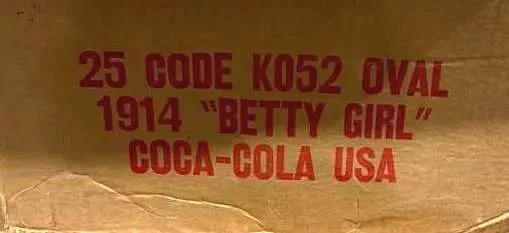 25 CODE K052 OVAL
1914 "BETTY GIRL"
COCA-COLA USA